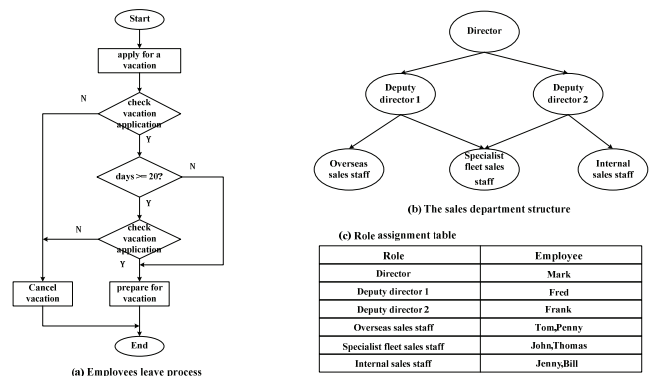 Start
apply for a
vacation
N
check
vacation
application
Y
days >= 20?
N
Y
N
check
vacation
application
Y
Cancel
vacation
prepare for
vacation
End
(a) Employees leave process
Director
Deputy
director 1
Deputy
director 2
Overseas
sales staff
Specialist
fleet sales
staff
Internal
sales staff
(b) The sales department structure
(c) Role assignment table
Role Employee
Director Mark
Deputy director 1 Fred
Deputy director 2 Frank
Overseas sales staff Tom,Penny
Specialist fleet sales staff John,Thomas
Internal sales staff Jenny,Bill